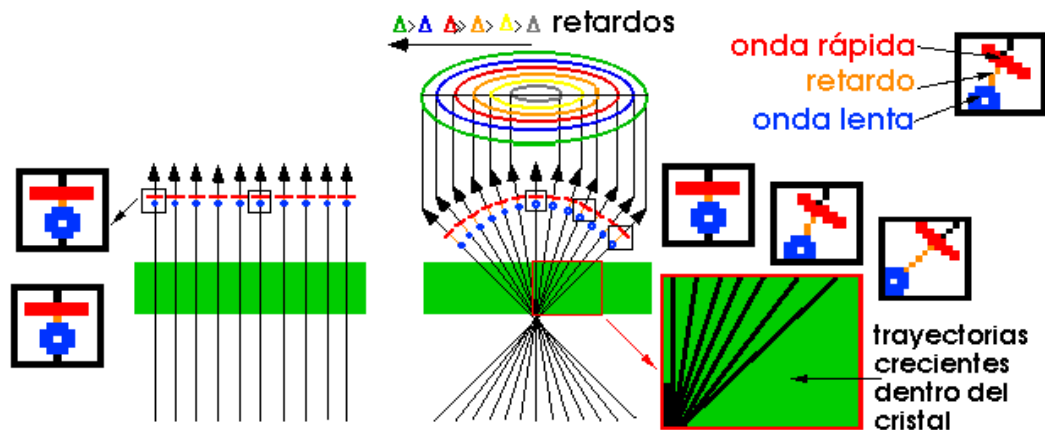 Δ>Δ Δ>Δ>Δ>Δ retardos
onda rápida
retardo
onda lenta
trayectorias
crecientes
dentro del
cristal